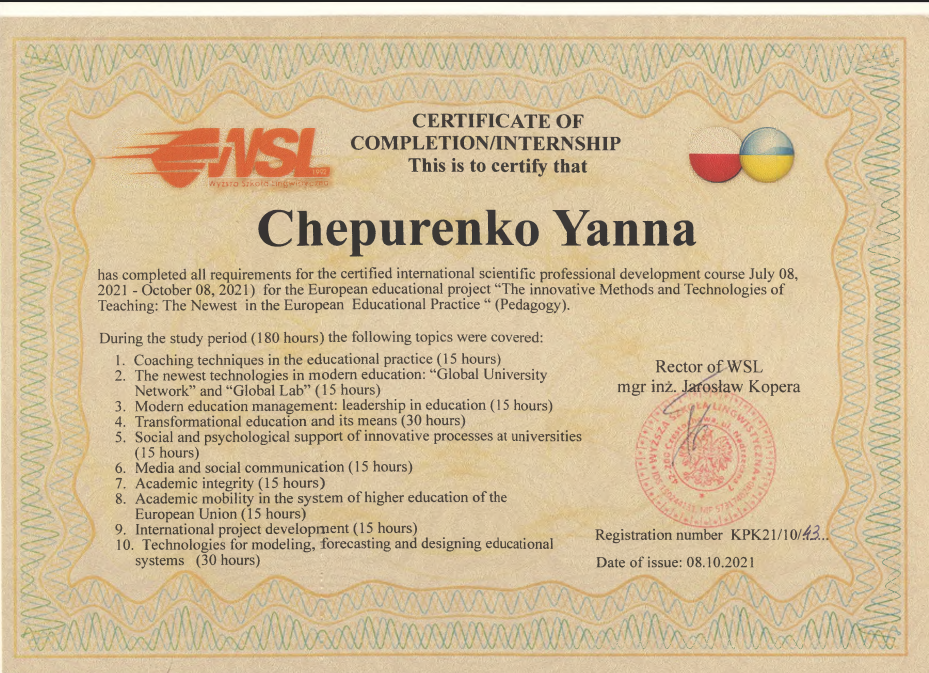 WSL
1992
Wyższa Szkoła Lingwistyczna
CERTIFICATE OF
COMPLETION/INTERNSHIP
This is to certify that
Chepurenko Yanna
has completed all requirements for the certified international scientific professional development course July 08,
2021 - October 08, 2021) for the European educational project “The innovative Methods and Technologies of
Teaching: The Newest in the European Educational Practice “ (Pedagogy).
During the study period (180 hours) the following topics were covered:
1. Coaching techniques in the educational practice (15 hours)
2. The newest technologies in modern education: “Global University
Network” and “Global Lab” (15 hours)
3. Modern education management: leadership in education (15 hours)
4. Transformational education and its means (30 hours)
5. Social and psychological support of innovative processes at universities
(15 hours)
6. Media and social communication (15 hours)
7. Academic integrity (15 hours)
8. Academic mobility in the system of higher education of the
European Union (15 hours)
9. International project development (15 hours)
10. Technologies for modeling, forecasting and designing educational
systems (30 hours)
Rector of WSL
mgr inż. Jarosław Kopera
WYŻSZA SZKOŁA LINGWISTYCZNA
Registration number KPK21/10/43...
Date of issue: 08.10.2021